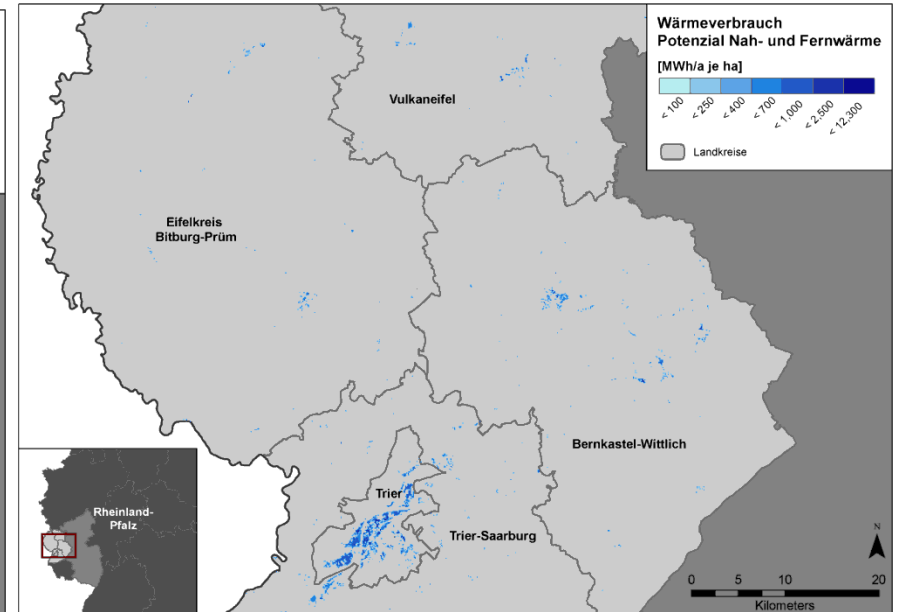 Wärmeverbrauch
Potenzial Nah- und Fernwärme
[MWh/a je ha]
< 100
< 250
< 400
< 700
< 1,000
< 2,500
< 12,300
Landkreise
Vulkaneifel
Eifelkreis
Bitburg-Prüm
Bernkastel-Wittlich
Trier
Trier-Saarburg
Rheinland-
Pfalz
N
0 5 10 20
Kilometers